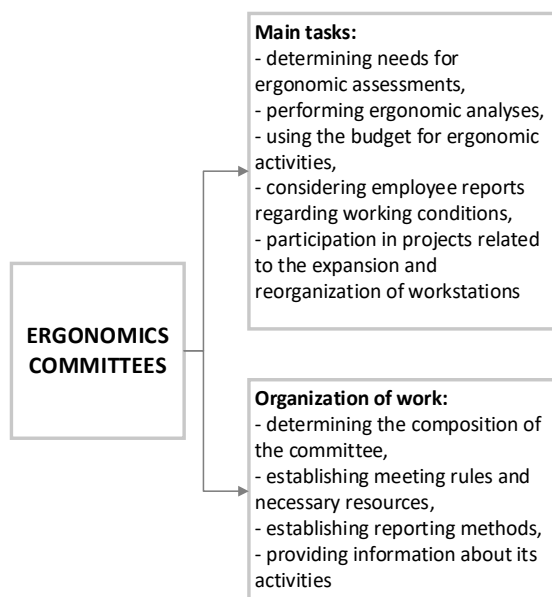 Main tasks:
- determining needs for
ergonomic assessments,
- performing ergonomic analyses,
- using the budget for ergonomic
activities,
- considering employee reports
regarding working conditions,
- participation in projects related
to the expansion and
reorganization of workstations
ERGONOMICS
COMMITTEES
Organization of work:
- determining the composition of
the committee,
- establishing meeting rules and
necessary resources,
- establishing reporting methods,
- providing information about its
activities